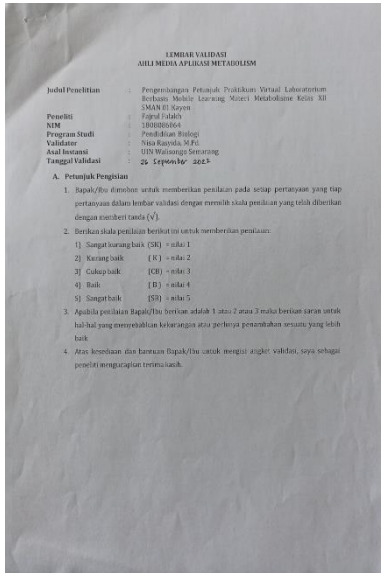 LEMBAR VALIDASI
AHLI MEDIA APLIKASI METABOLISM
Judul Penelitian : Pengembangan Petunjuk Praktikum Virtual Laboratorium
Berbasis Mobile Learning Materi Metabolisme Kelas XII
SMAN 01 Kayen
Peneliti : Fajrul Falakh
NIM : 1808086064
Program Studi : Pendidikan Biologi
Validator : Nisa Rasyida, M.Pd.
Asal Instansi : UIN Walisongo Semarang
Tanggal Validasi : 26 September 2022
A. Petunjuk Pengisian
1. Bapak/Ibu dimohon untuk memberikan penilaian pada setiap pertanyaan yang tiap
pertanyaan dalam lembar validasi dengan memilih skala penilaian yang telah diberikan
dengan memberi tanda (√).
2. Berikan skala penilaian berikut ini untuk memberikan penilaian:
1) Sangat kurang baik (SK) = nilai 1
2) Kurang baik ( K ) = nilai 2
3) Cukup baik (CB) = nilai 3
4) Baik ( B ) = nilai 4
5) Sangat baik (SB) = nilai 5
3. Apabila penilaian Bapak/Ibu berikan adalah 1 atau 2 atau 3 maka berikan saran untuk
hal-hal yang menyebabkan kekurangan atau perlunya penambahan sesuatu yang lebih
baik
4. Atas kesediaan dan bantuan Bapak/Ibu untuk mengisi angket validasi, saya sebagai
peneliti mengucapkan terima kasih.